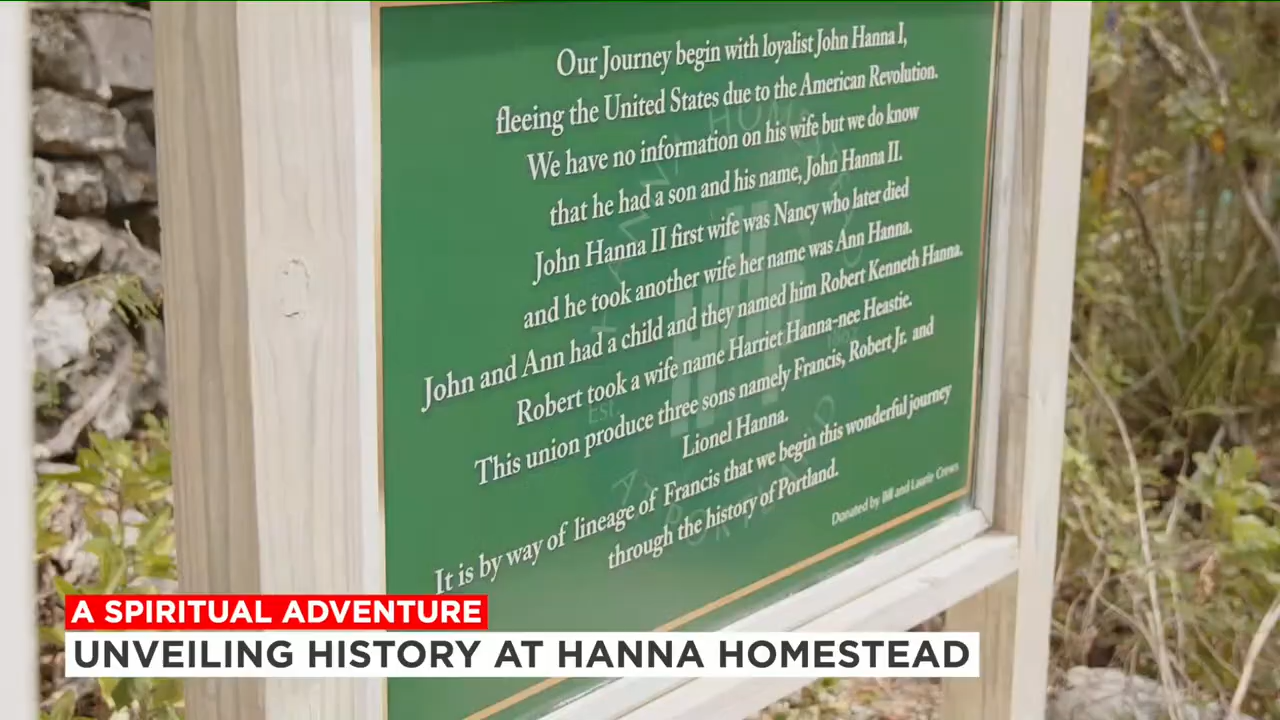 Our Journey begin with loyalist John Hanna I,
fleeing the United States due to the American Revolution.
We have no information on his wife but we do know
that he had a son and his name, John Hanna II.
John Hanna II first wife was Nancy who later died
and he took another wife her name was Ann Hanna.
John and Ann had a child and they named him Robert Kenneth Hanna.
Robert took a wife name Harriet Hanna-nee Heastie.
This union produce three sons namely Francis, Robert Jr. and
Lionel Hanna.
It is by way of lineage of Francis that we begin this wonderful journey
through the history of Portland.
Donated by Bill and Laurie Crews
A SPIRITUAL ADVENTURE
UNVEILING HISTORY AT HANNA HOMESTEAD